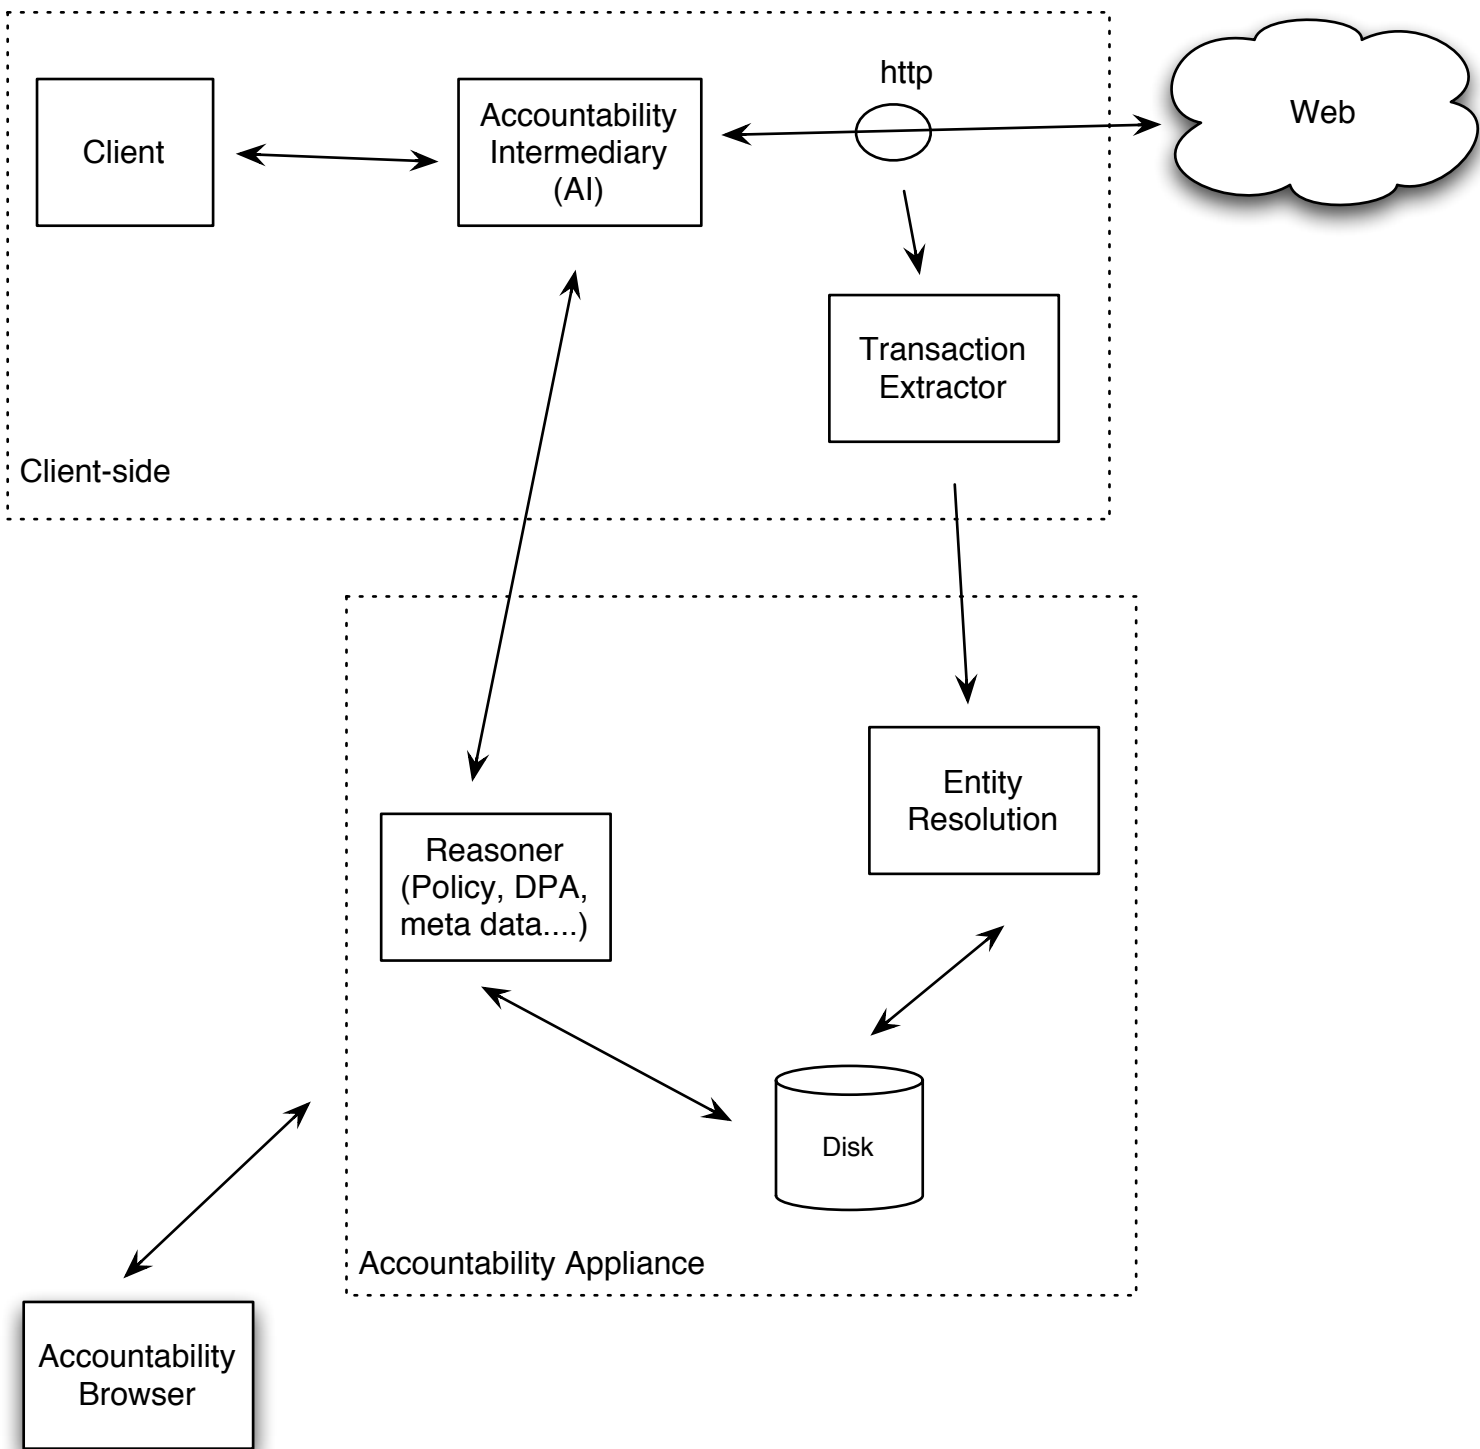 http
Client
Accountability
Intermediary
(AI)
Web
Transaction
Extractor
Client-side
Entity
Resolution
Reasoner
(Policy, DPA,
meta data....)
Disk
Accountability Appliance
Accountability
Browser